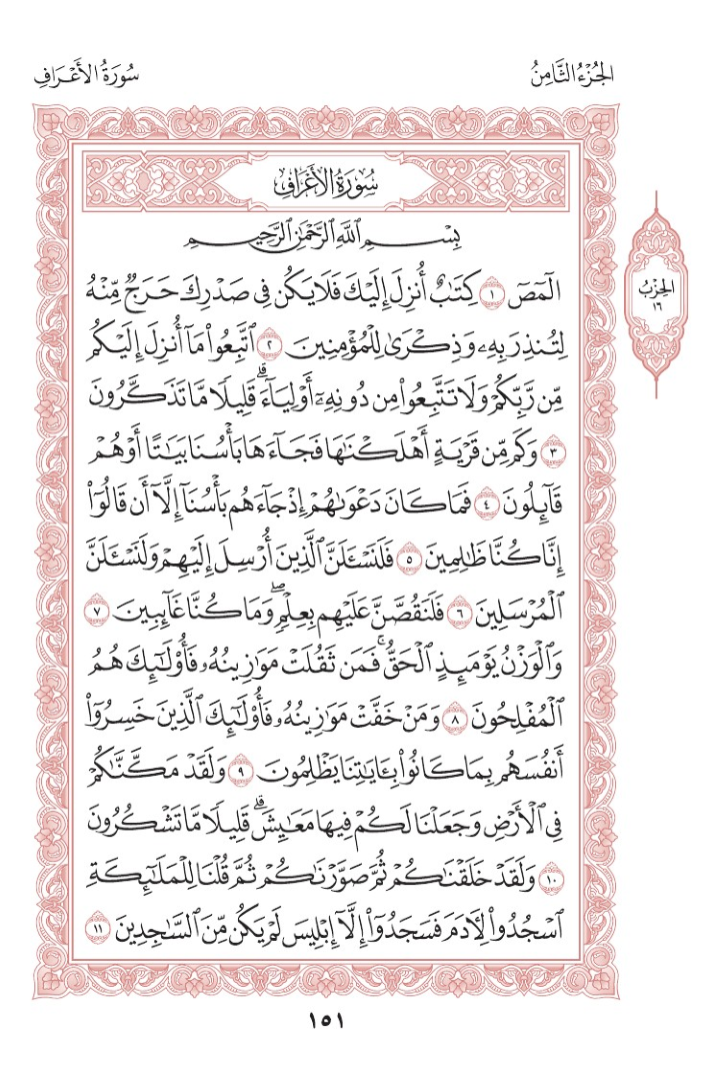 الجُزْءُ الثَّامِنُ
سُورَةُ الأَعْرَافِ
سُورَةُ الأَعْرَافِ
بِسْمِ ٱللَّهِ ٱلرَّحْمَٰنِ ٱلرَّحِيمِ
الٓمٓصٓ ١ كِتَٰبٌ أُنزِلَ إِلَيْكَ فَلَا يَكُن فِى صَدْرِكَ حَرَجٌ مِّنْهُ
لِتُنذِرَ بِهِۦ وَذِكْرَىٰ لِلْمُؤْمِنِينَ ٢ ٱتَّبِعُوا۟ مَآ أُنزِلَ إِلَيْكُم
مِّن رَّبِّكُمْ وَلَا تَتَّبِعُوا۟ مِن دُونِهِۦٓ أَوْلِيَآءَ ۗ قَلِيلًا مَّا تَذَكَّرُونَ
٣ وَكَم مِّن قَرْيَةٍ أَهْلَكْنَٰهَا فَجَآءَهَا بَأْسُنَا بَيَٰتًا أَوْ هُمْ
قَآئِلُونَ ٤ فَمَا كَانَ دَعْوَىٰهُمْ إِذْ جَآءَهُم بَأْسُنَآ إِلَّآ أَن قَالُوٓا۟
إِنَّا كُنَّا ظَٰلِمِينَ ٥ فَلَنَسْـَٔلَنَّ ٱلَّذِينَ أُرْسِلَ إِلَيْهِمْ وَلَنَسْـَٔلَنَّ
ٱلْمُرْسَلِينَ ٦ فَلَنَقُصَّنَّ عَلَيْهِم بِعِلْمٍ ۖ وَمَا كُنَّا غَآئِبِينَ ٧
وَٱلْوَزْنُ يَوْمَئِذٍ ٱلْحَقُّ ۚ فَمَن ثَقُلَتْ مَوَٰزِينُهُۥ فَأُو۟لَٰٓئِكَ هُمُ
ٱلْمُفْلِحُونَ ٨ وَمَنْ خَفَّتْ مَوَٰزِينُهُۥ فَأُو۟لَٰٓئِكَ ٱلَّذِينَ خَسِرُوٓا۟
أَنفُسَهُم بِمَا كَانُوا۟ بِـَٔايَٰتِنَا يَظْلِمُونَ ٩ وَلَقَدْ مَكَّنَّٰكُمْ
فِى ٱلْأَرْضِ وَجَعَلْنَا لَكُمْ فِيهَا مَعَٰيِشَ ۗ قَلِيلًا مَّا تَشْكُرُونَ
١٠ وَلَقَدْ خَلَقْنَٰكُمْ ثُمَّ صَوَّرْنَٰكُمْ ثُمَّ قُلْنَا لِلْمَلَٰٓئِكَةِ
ٱسْجُدُوا۟ لِـَٔادَمَ فَسَجَدُوٓا۟ إِلَّآ إِبْلِيسَ لَمْ يَكُن مِّنَ ٱلسَّٰجِدِينَ ١١
الحِزْبُ
١٦
١٥١